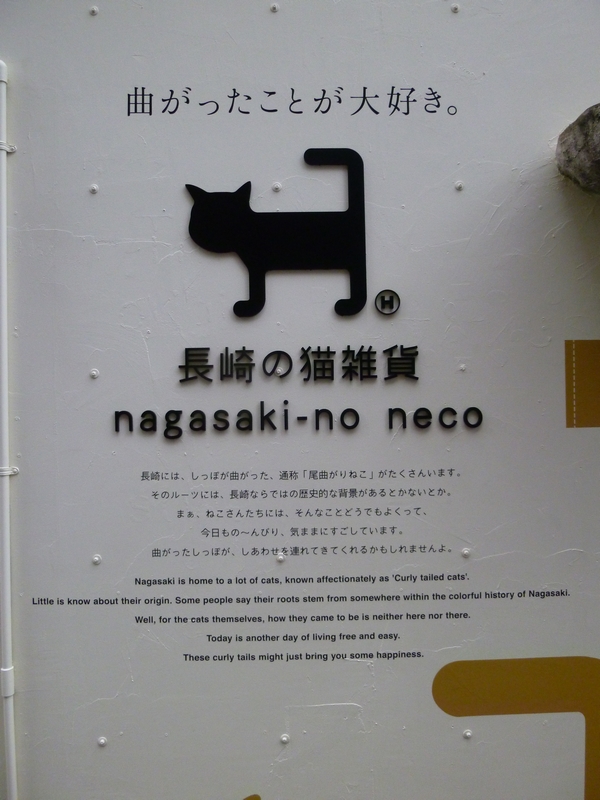 曲がったことが大好き。
H
長崎の猫雑貨
nagasaki-no neco
長崎には、しっぽが曲がった、通称「尾曲がりねこ」がたくさんいます。
そのルーツには、長崎ならではの歴史的な背景があるとかないとか。
まぁ、ねこさんたちには、そんなことどうでもよくって、
今日もの〜んびり、気ままにすごしています。
曲がったしっぽが、しあわせを連れてきてくれるかもしれませんよ。
Nagasaki is home to a lot of cats, known affectionately as 'Curly tailed cats'.
Little is know about their origin. Some people say their roots stem from somewhere within the colorful history of Nagasaki.
Well, for the cats themselves, how they came to be is neither here nor there.
Today is another day of living free and easy.
These curly tails might just bring you some happiness.